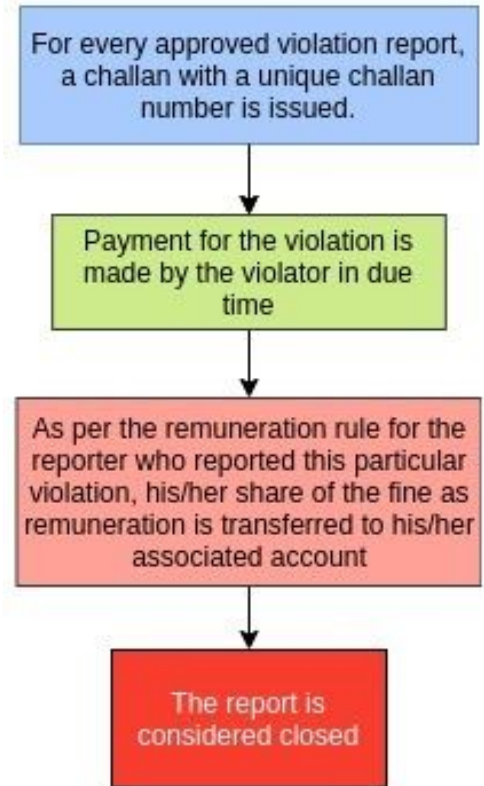 For every approved violation report,
a challan with a unique challan
number is issued.
Payment for the violation is
made by the violator in due
time
As per the remuneration rule for the
reporter who reported this particular
violation, his/her share of the fine as
remuneration is transferred to his/her
associated account
The report is
considered closed